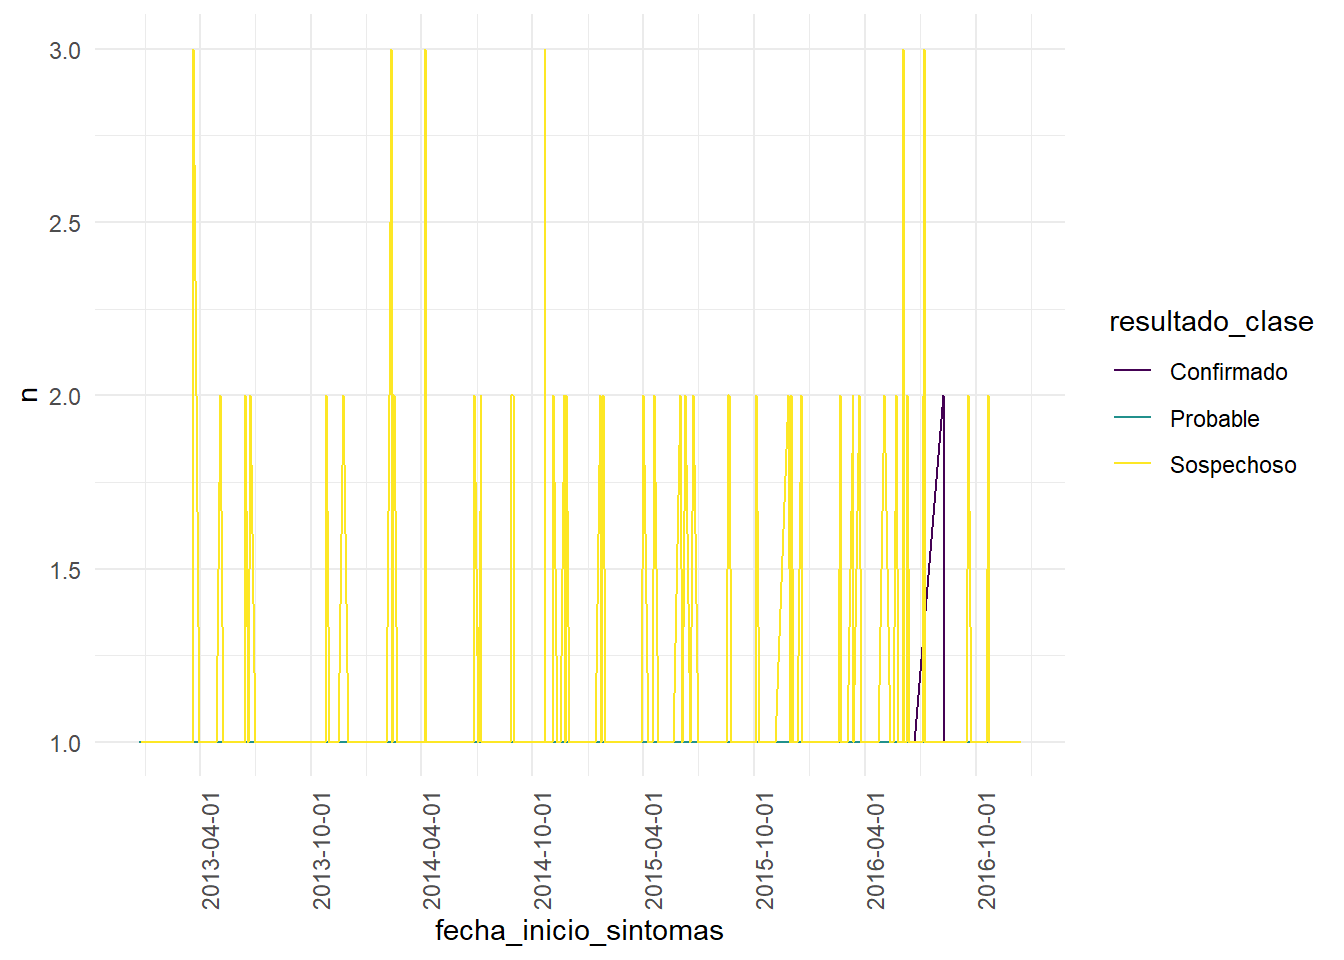 3.0
2.5
2.0
1.5
1.0
n
2013-04-01
2013-10-01
2014-04-01
2014-10-01
2015-04-01
2015-10-01
2016-04-01
2016-10-01
fecha_inicio_sintomas
resultado_clase
Confirmado
Probable
Sospechoso